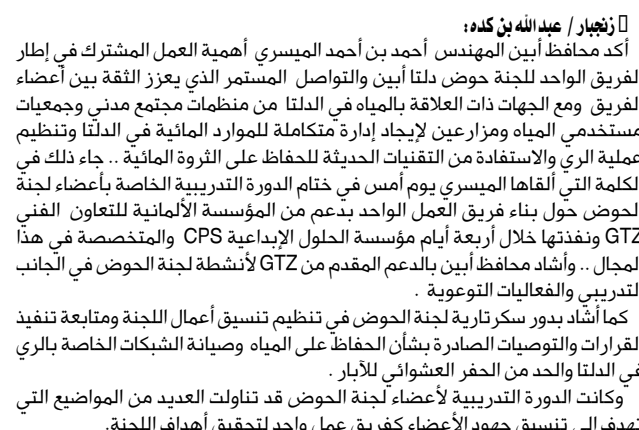 زنجبار / عبدالله بن كده :
أكد محافظ أبين المهندس أحمد بن أحمد الميسري أهمية العمل المشترك في إطار
لفريق الواحد للجنة حوض دلتا أبين والتواصل المستمر الذي يعزز الثقة بين أعضاء
لفريق ومع الجهات ذات العلاقة بالمياه في الدلتا من منظمات مجتمع مدني وجمعيات
مستخدمي المياه ومزارعين لإيجاد إدارة متكاملة للموارد المائية في الدلتا وتنظيم
عملية الري والاستفادة من التقنيات الحديثة للحفاظ على الثروة المائية .. جاء ذلك في
لكلمة التي ألقاها الميسري يوم أمس في ختام الدورة التدريبية الخاصة بأعضاء لجنة
لحوض حول بناء فريق العمل الواحد بدعم من المؤسسة الألمانية للتعاون الفني
GTZ ونفذتها خلال أربعة أيام مؤسسة الحلول الإبداعية CPS والمتخصصة في هذا
لمجال .. وأشاد محافظ أبين بالدعم المقدم من GTZ لأنشطة لجنة الحوض في الجانب
لتدريبي والفعاليات التوعوية .
كما أشاد بدور سكرتارية لجنة الحوض في تنظيم تنسيق أعمال اللجنة ومتابعة تنفيذ
لقرارات والتوصيات الصادرة بشأن الحفاظ على المياه وصيانة الشبكات الخاصة بالري
في الدلتا والحد من الحفر العشوائي للآبار .
وكانت الدورة التدريبية لأعضاء لجنة الحوض قد تناولت العديد من المواضيع التي
تهدف إلى تنسيق جهود الأعضاء كفريق عمل واحد لتحقيق أهداف اللجنة.